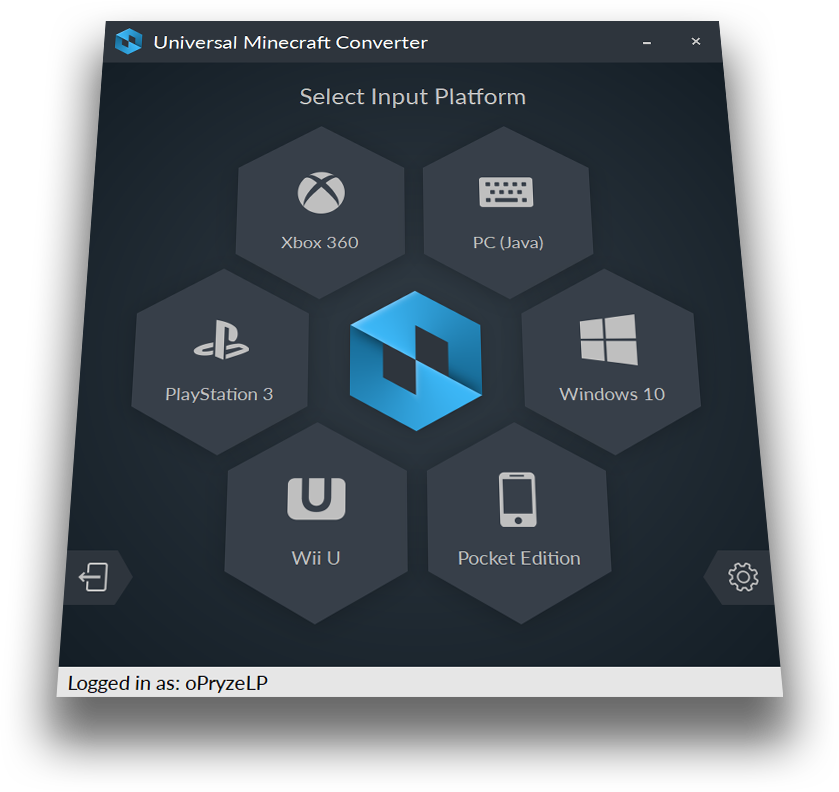 Universal Minecraft Converter
Select Input Platform
Xbox 360
PC (Java)
PlayStation 3
Windows 10
Wii U
Pocket Edition
Logged in as: oPryzeLP